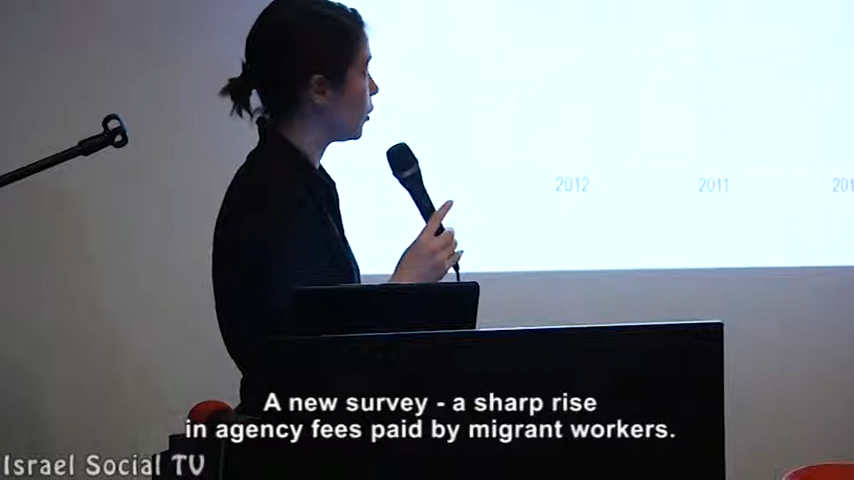 2012 2011
A new survey - a sharp rise
in agency fees paid by migrant workers.
Israel Social TV